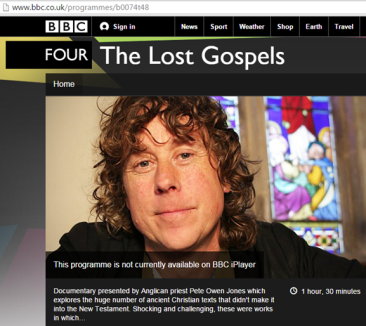 www.bbc.co.uk/programmes/b0074t48
BBC Sign in News Sport Weather Shop Earth Travel
FOUR The Lost Gospels
Home
This programme is not currently available on BBC iPlayer
Documentary presented by Anglican priest Pete Owen Jones which
explores the huge number of ancient Christian texts that didn't make it
into the New Testament. Shocking and challenging, these were works
in which...
1 hour, 30 minutes